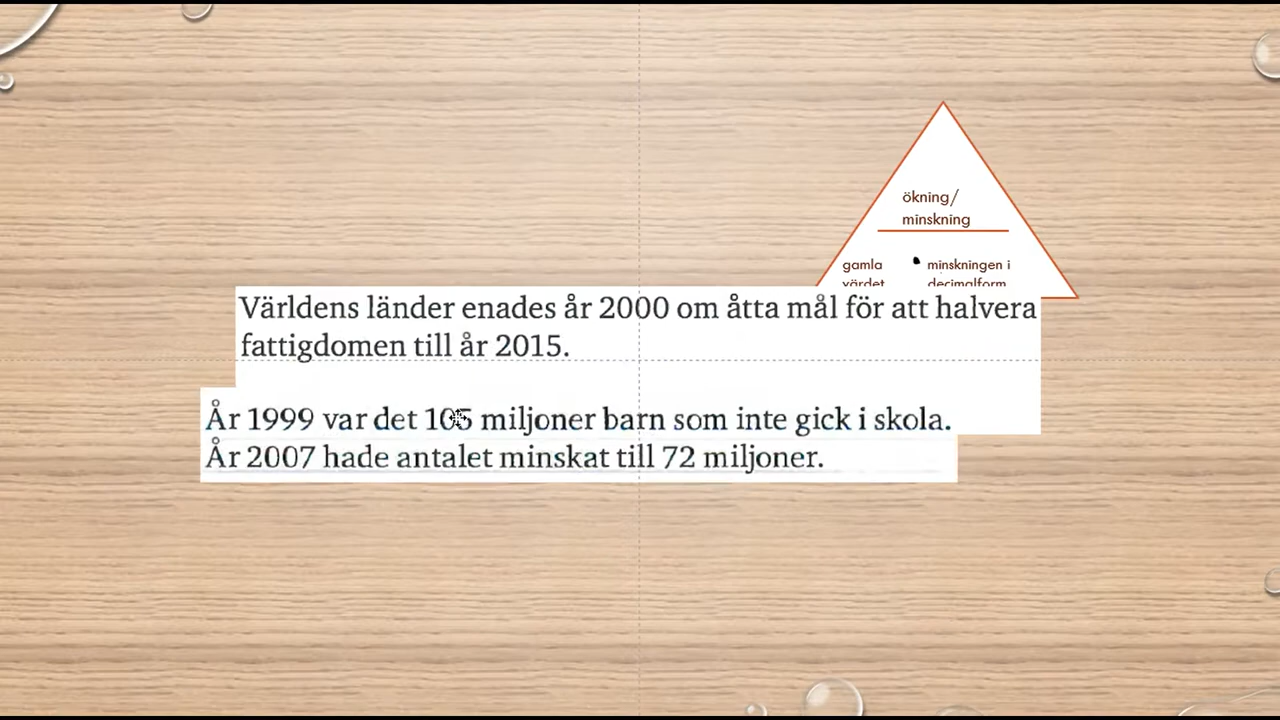 ökning/
minskning
gamla
minskningen i
värdet
decimalform
Världens länder enades år 2000 om åtta mål för att halvera
fattigdomen till år 2015.
År 1999 var det 105 miljoner barn som inte gick i skola.
År 2007 hade antalet minskat till 72 miljoner.